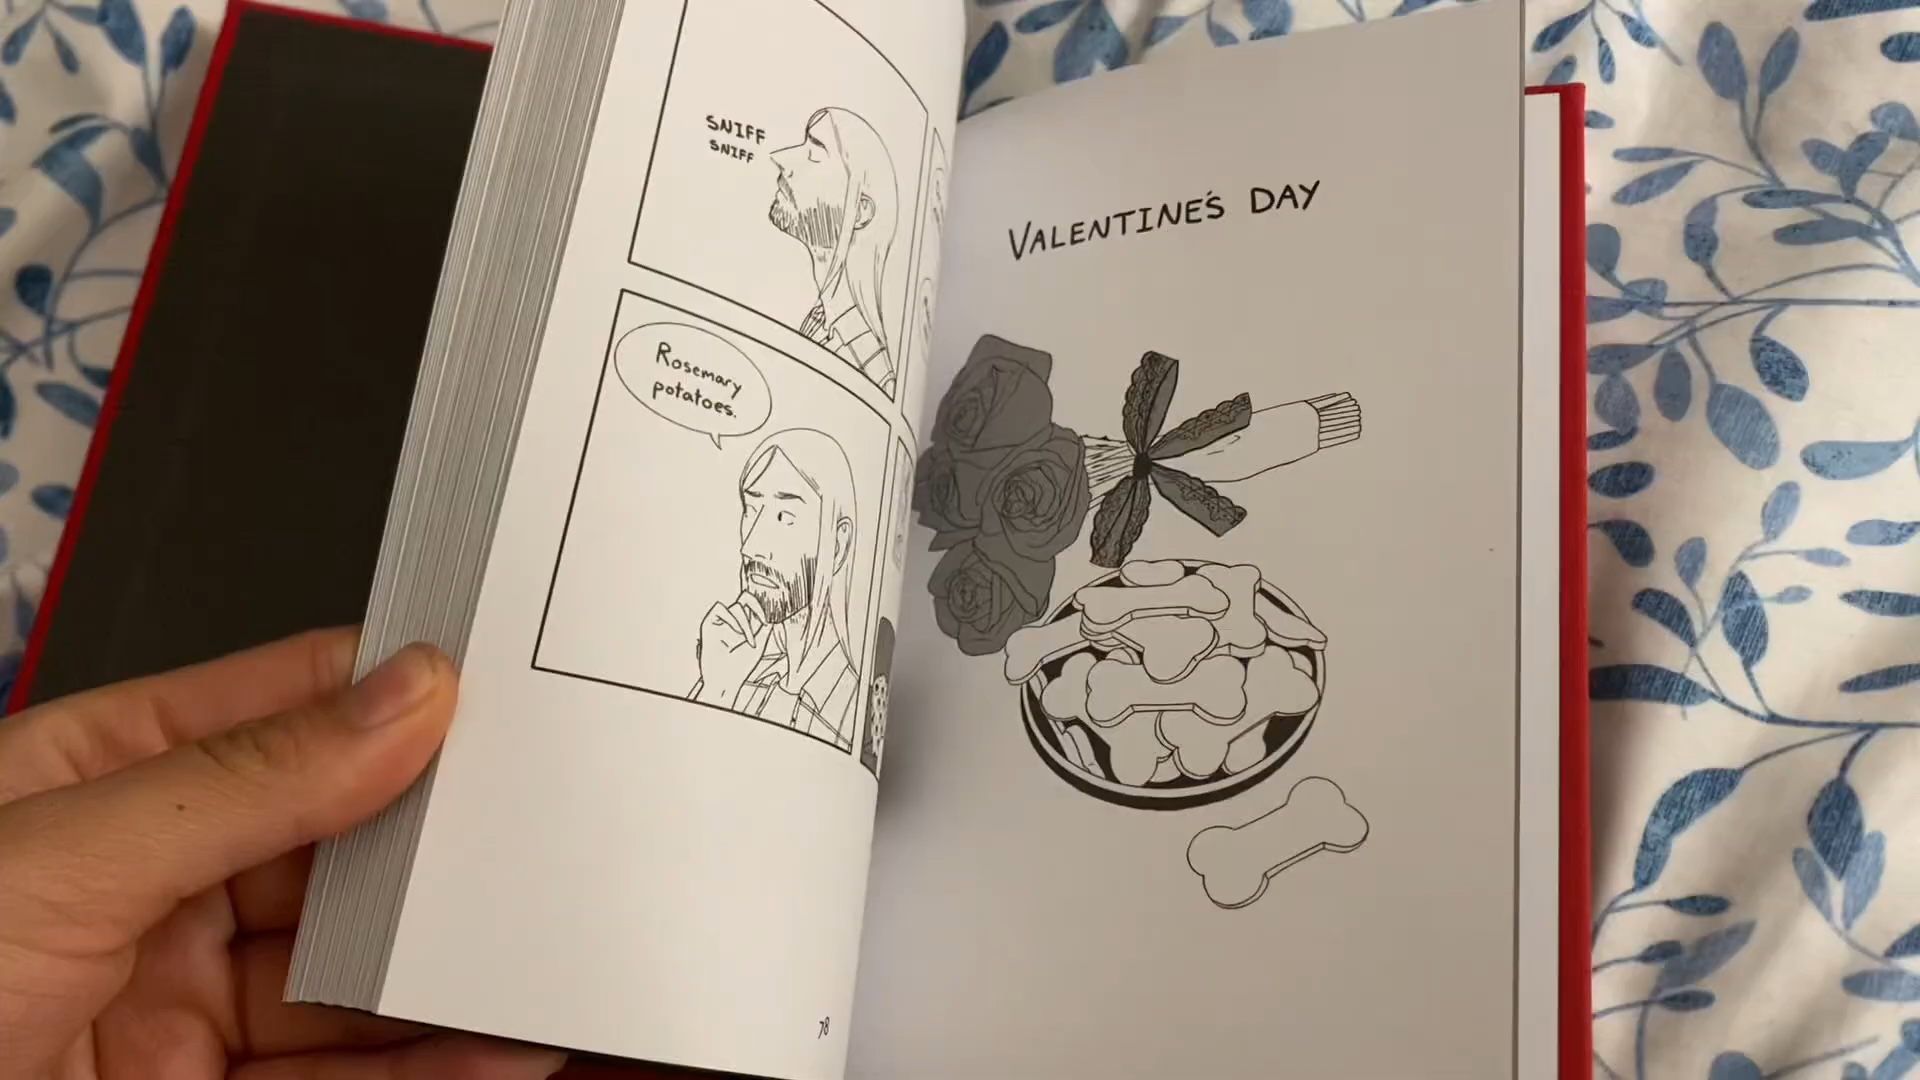 SNIFF
SNIFF
Rosemary
potatoes.
78
VALENTINE'S DAY